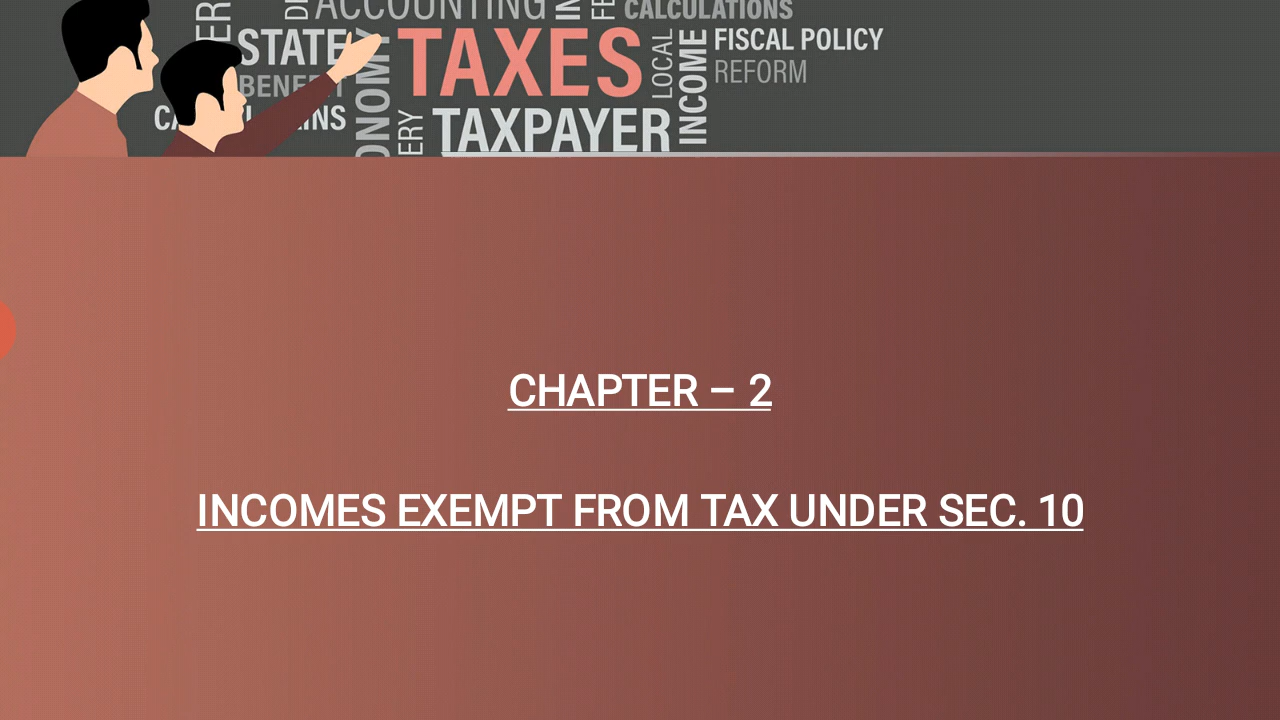 ACCOUNTING
CALCULATIONS
STATE
TAXES
LOCAL
INCOME
FISCAL POLICY
REFORM
TAXPAYER
CHAPTER – 2
INCOMES EXEMPT FROM TAX UNDER SEC. 10